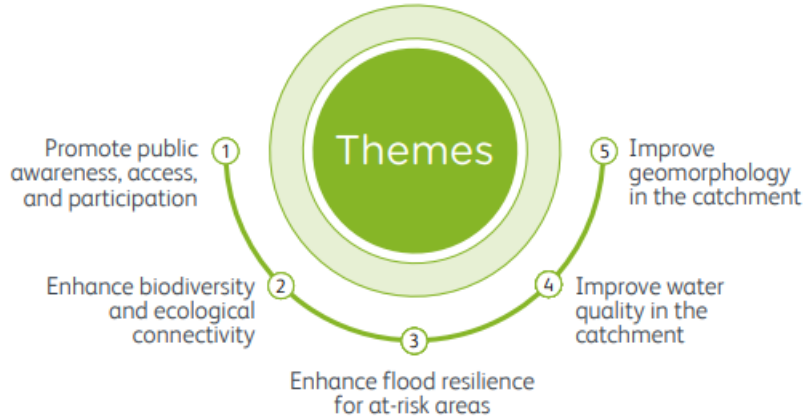 Themes
1
Promote public
awareness, access,
and participation
2
Enhance biodiversity
and ecological
connectivity
3
Enhance flood resilience
for at-risk areas
4
Improve water
quality in the
catchment
5
Improve
geomorphology
in the catchment